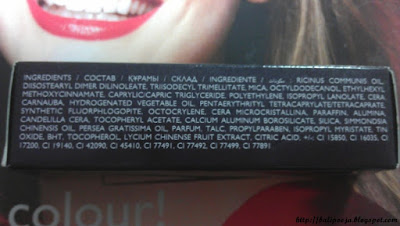 INGREDIENTS / СОСТАВ / ҚҰРАМЫ / СКЛАД / INGREDIENTE / RICINUS COMMUNIS OIL,
DIISOSTEARYL DIMER DILINOLEATE, TRIISODECYL TRIMELLITATE, MICA, OCTYLDODECANOL, ETHYLHEXYL
METHOXYCINNAMATE, CAPRYLIC/CAPRIC TRIGLYCERIDE, POLYETHYLENE, ISOPROPYL LANOLATE, CERA
CARNAUBA, HYDROGENATED VEGETABLE OIL, PENTAERYTHRITYL TETRACAPRYLATE/TETRACAPRATE,
SYNTHETIC FLUORPHLOGOPITE, OCTOCRYLENE, CERA MICROCRISTALLINA, PARAFFIN, ALUMINA,
CANDELILLA CERA, TOCOPHERYL ACETATE, CALCIUM ALUMINUM BOROSILICATE, SILICA, SIMMONDSIA
CHINENSIS OIL, PERSEA GRATISSIMA OIL, PARFUM, TALC, PROPYLPARABEN, ISOPROPYL MYRISTATE, TIN
OXIDE, BHT, TOCOPHEROL, LYCIUM CHINENSE FRUIT EXTRACT, CITRIC ACID, +/- CI 15850, CI 16035, CI
17200, CI 19140, CI 42090, CI 45410, CI 77491, CI 77492, CI 77499, CI 77891
colour!
http://balipoesa.blogspot.com